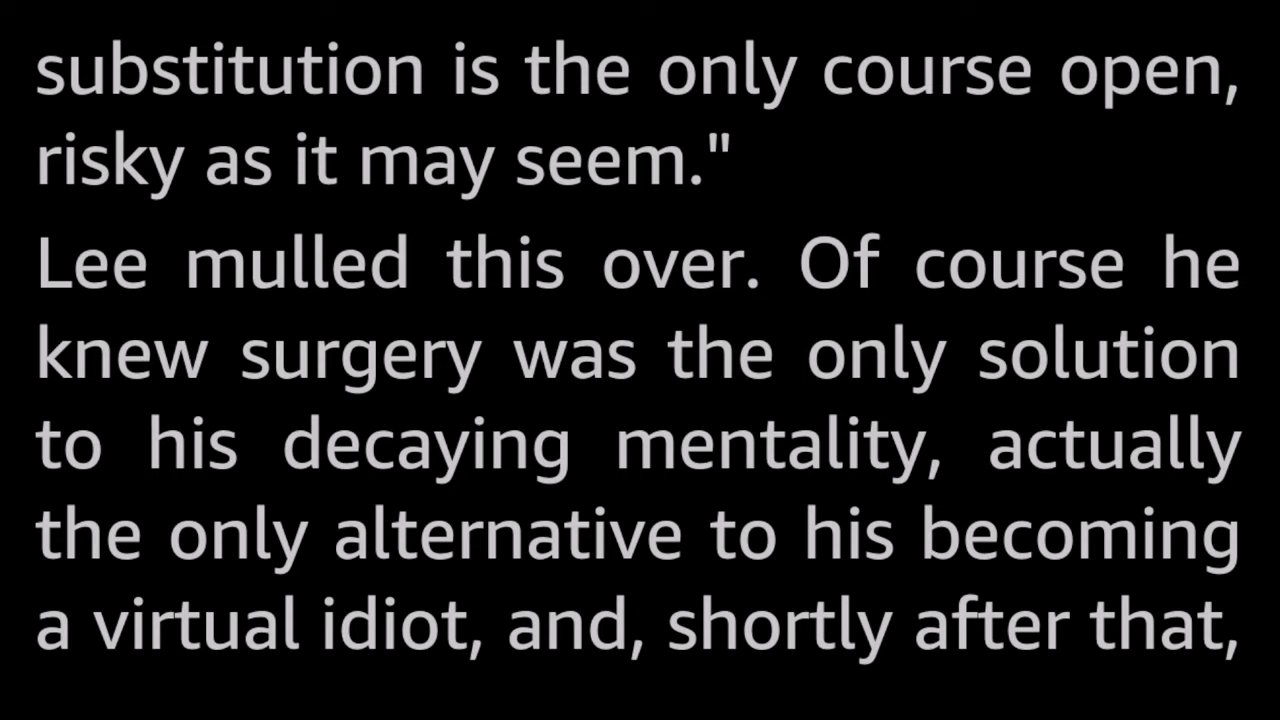 substitution is the only course open,
risky as it may seem."
Lee mulled this over. Of course he
knew surgery was the only solution
to his decaying mentality, actually
the only alternative to his becoming
a virtual idiot, and, shortly after that,